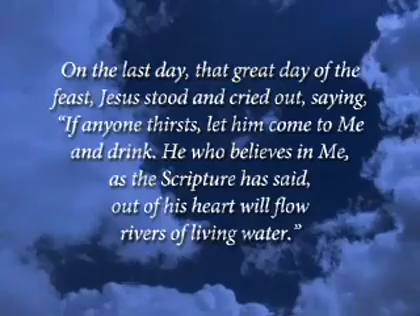 On the last day, that great day of the
feast, Jesus stood and cried out, saying,
“If anyone thirsts, let him come to Me
and drink. He who believes in Me,
as the Scripture has said,
out of his heart will flow
rivers of living water.”